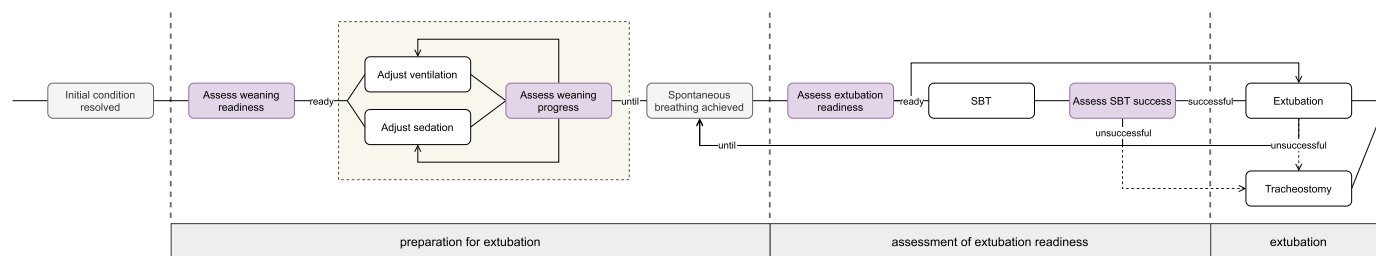 Initial condition
resolved
Assess weaning
readiness
ready
Adjust ventilation
Adjust sedation
Assess weaning
progress
until
Spontaneous
breathing achieved
Assess extubation
readiness
ready
SBT
Assess SBT success
successful
unsuccessful
Extubation
unsuccessful
until
Tracheostomy
preparation for extubation
assessment of extubation readiness
extubation